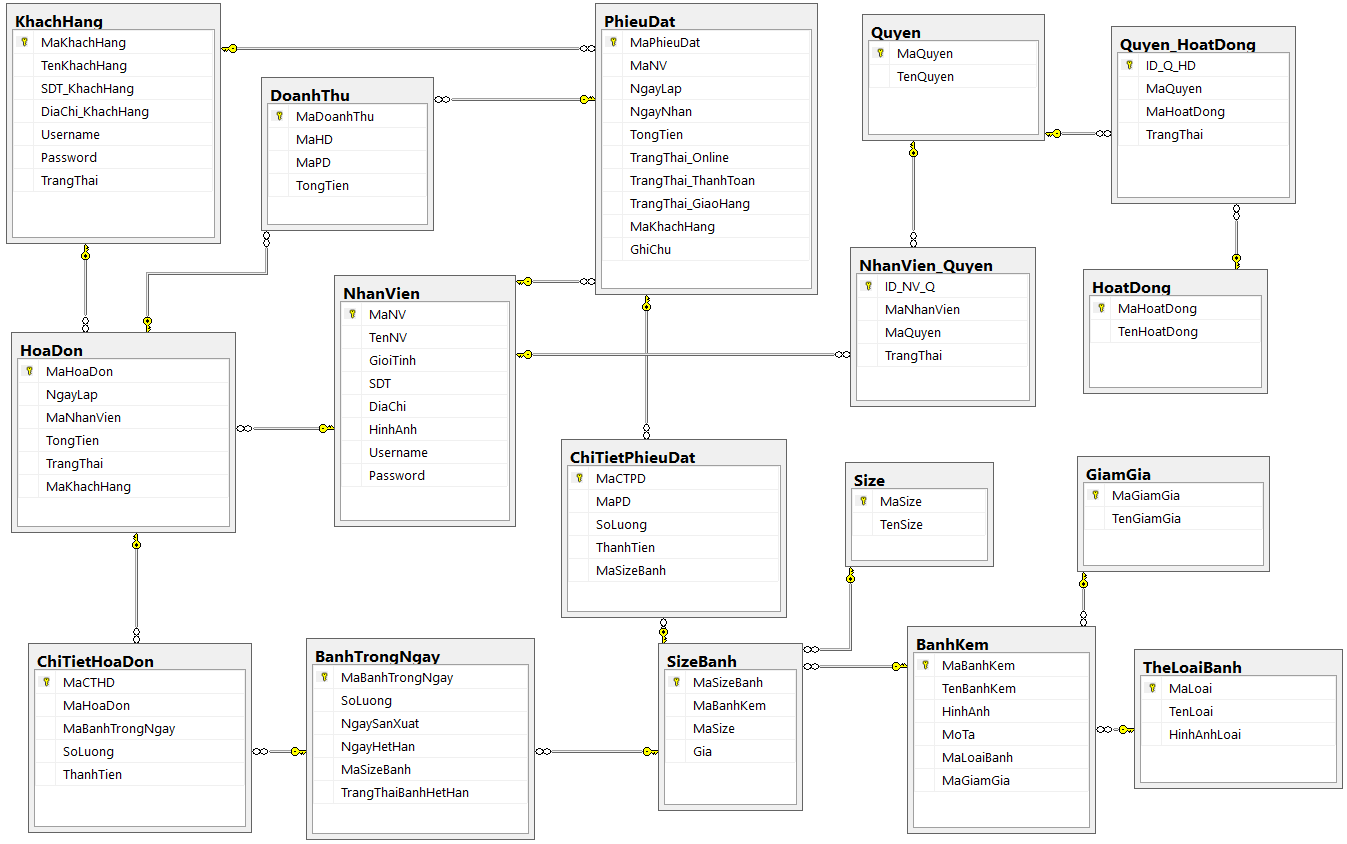 KhachHang
MaKhachHang
TenKhachHang
SDT_KhachHang
DiaChi_KhachHang
Username
Password
TrangThai
DoanhThu
MaDoanhThu
MaHD
MaPD
TongTien
PhieuDat
MaPhieuDat
MaNV
NgayLap
NgayNhan
TongTien
TrangThai_Online
TrangThai_ThanhToan
TrangThai_GiaoHang
MaKhachHang
GhiChu
Quyen
MaQuyen
TenQuyen
Quyen_HoatDong
ID_Q_HD
MaQuyen
MaHoatDong
TrangThai
NhanVien_Quyen
ID_NV_Q
MaNhanVien
MaQuyen
TrangThai
HoatDong
MaHoatDong
TenHoatDong
NhanVien
MaNV
TenNV
GioiTinh
SDT
DiaChi
HinhAnh
Username
Password
HoaDon
MaHoaDon
NgayLap
MaNhanVien
TongTien
TrangThai
MaKhachHang
ChiTietPhieuDat
MaCTPD
MaPD
SoLuong
ThanhTien
MaSizeBanh
Size
MaSize
TenSize
GiamGia
MaGiamGia
TenGiamGia
ChiTietHoaDon
MaCTHD
MaHoaDon
MaBanhTrongNgay
SoLuong
ThanhTien
BanhTrongNgay
MaBanhTrongNgay
SoLuong
NgaySanXuat
NgayHetHan
MaSizeBanh
TrangThaiBanhHetHan
SizeBanh
MaSizeBanh
MaBanhKem
MaSize
Gia
BanhKem
MaBanhKem
TenBanhKem
HinhAnh
MoTa
MaLoaiBanh
MaGiamGia
TheLoaiBanh
MaLoai
TenLoai
HinhAnhLoai